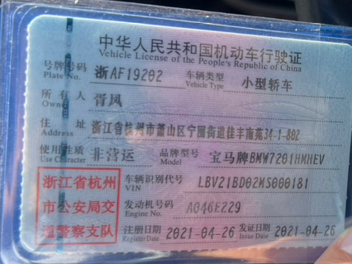 中华人民共和国机动车行驶证
Vehicle License of the People's Republic of China
号牌号码 浙AF19202 车辆类型 小型轿车
Plate No. Vehicle Type
所有人 胥凤
Owner
住址 浙江省杭州市萧山区宁围街道佳丰南苑34-1-802
Address
使用性质 非营运 品牌型号 宝马牌BMW7201HMHEV
Use Character Model
浙江省杭州 车辆识别代号 LBV21BD02MS000181
VIN
市公安局交 发动机号码 A046E229
Engine No.
通警察支队 注册日期 2021-04-26 发证日期 2021-04-26
Register Date Issue Date